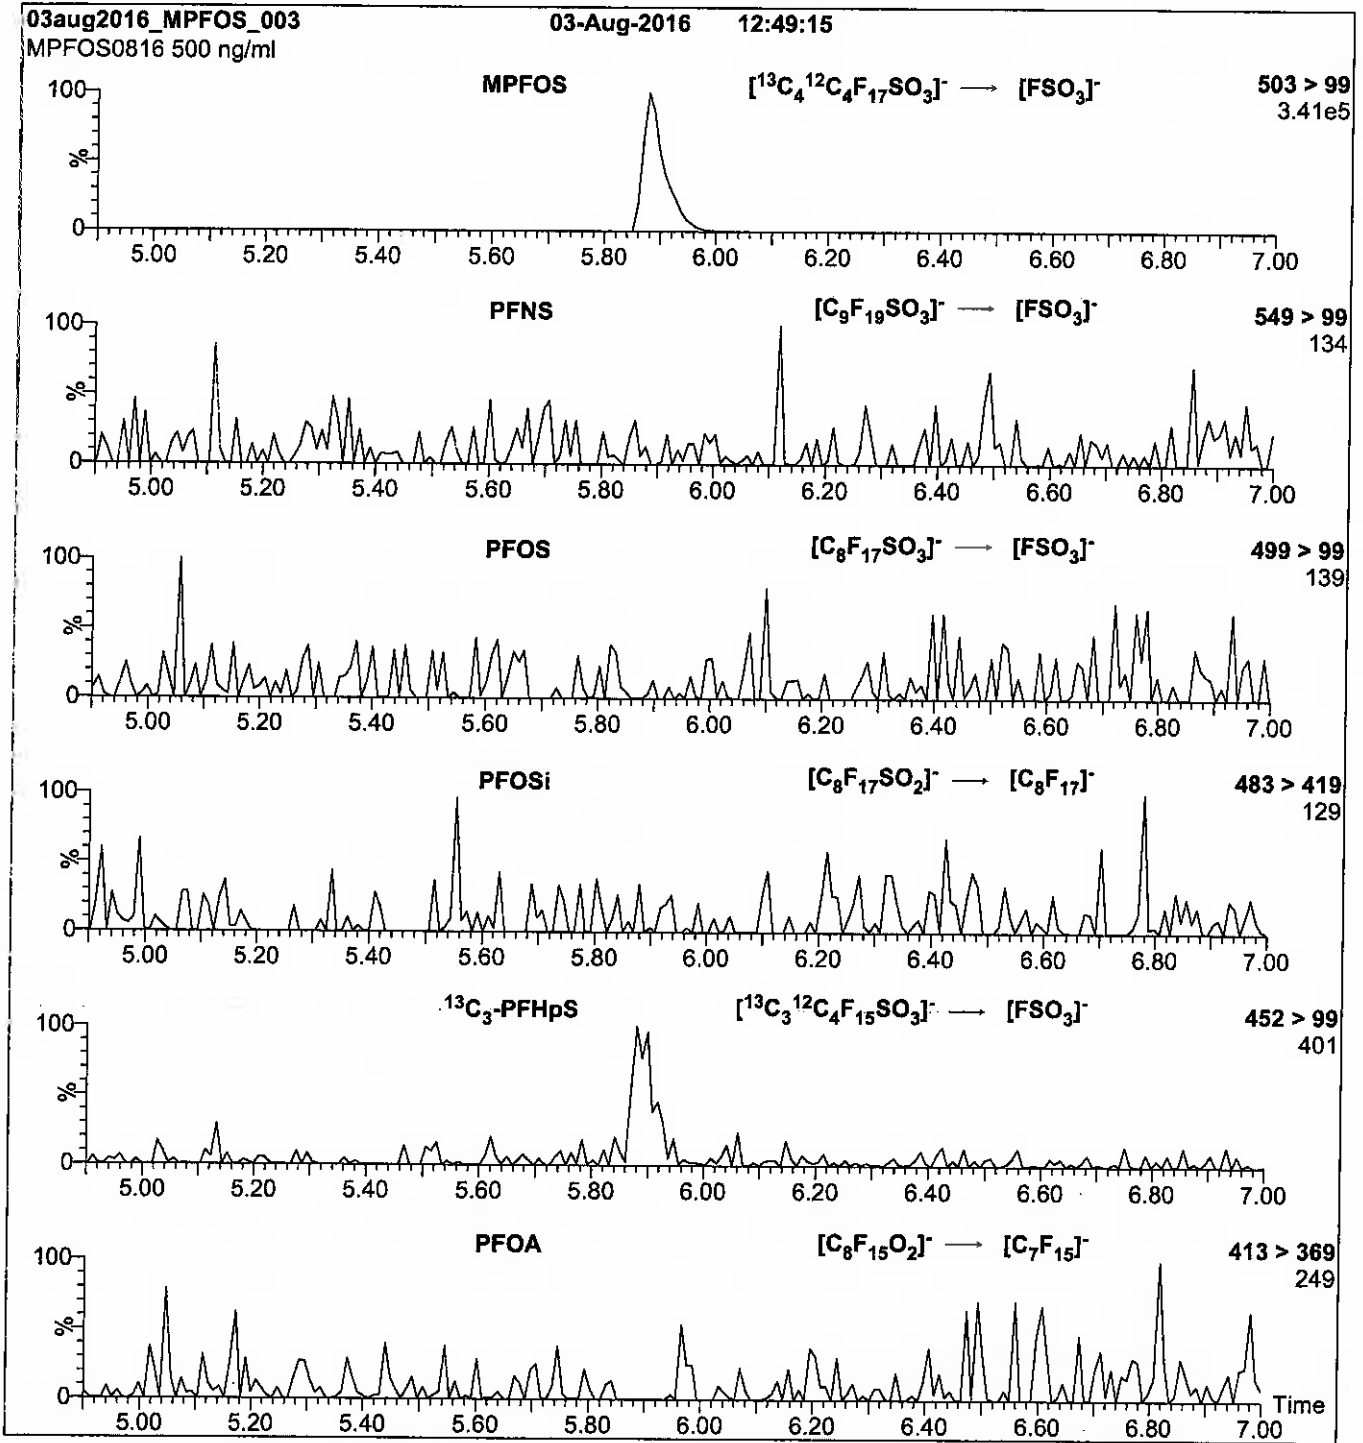 03aug2016_MPFOS_003 03-Aug-2016 12:49:15
MPFOS0816 500 ng/ml
MPFOS [¹³C₄¹²C₄F₁₇SO₃]⁻ → [FSO₃]⁻ 503 > 99
3.41e5
100
%
0
5.00 5.20 5.40 5.60 5.80 6.00 6.20 6.40 6.60 6.80 7.00
PFNS [C₉F₁₉SO₃]⁻ → [FSO₃]⁻ 549 > 99
134
100
%
0
5.00 5.20 5.40 5.60 5.80 6.00 6.20 6.40 6.60 6.80 7.00
PFOS [C₈F₁₇SO₃]⁻ → [FSO₃]⁻ 499 > 99
139
100
%
0
5.00 5.20 5.40 5.60 5.80 6.00 6.20 6.40 6.60 6.80 7.00
PFOSi [C₈F₁₇SO₂]⁻ → [C₈F₁₇]⁻ 483 > 419
129
100
%
0
5.00 5.20 5.40 5.60 5.80 6.00 6.20 6.40 6.60 6.80 7.00
¹³C₃-PFHpS [¹³C₃¹²C₄F₁₅SO₃]⁻ → [FSO₃]⁻ 452 > 99
401
100
%
0
5.00 5.20 5.40 5.60 5.80 6.00 6.20 6.40 6.60 6.80 7.00
PFOA [C₈F₁₅O₂]⁻ → [C₇F₁₅]⁻ 413 > 369
249
100
%
0
Time
5.00 5.20 5.40 5.60 5.80 6.00 6.20 6.40 6.60 6.80 7.00